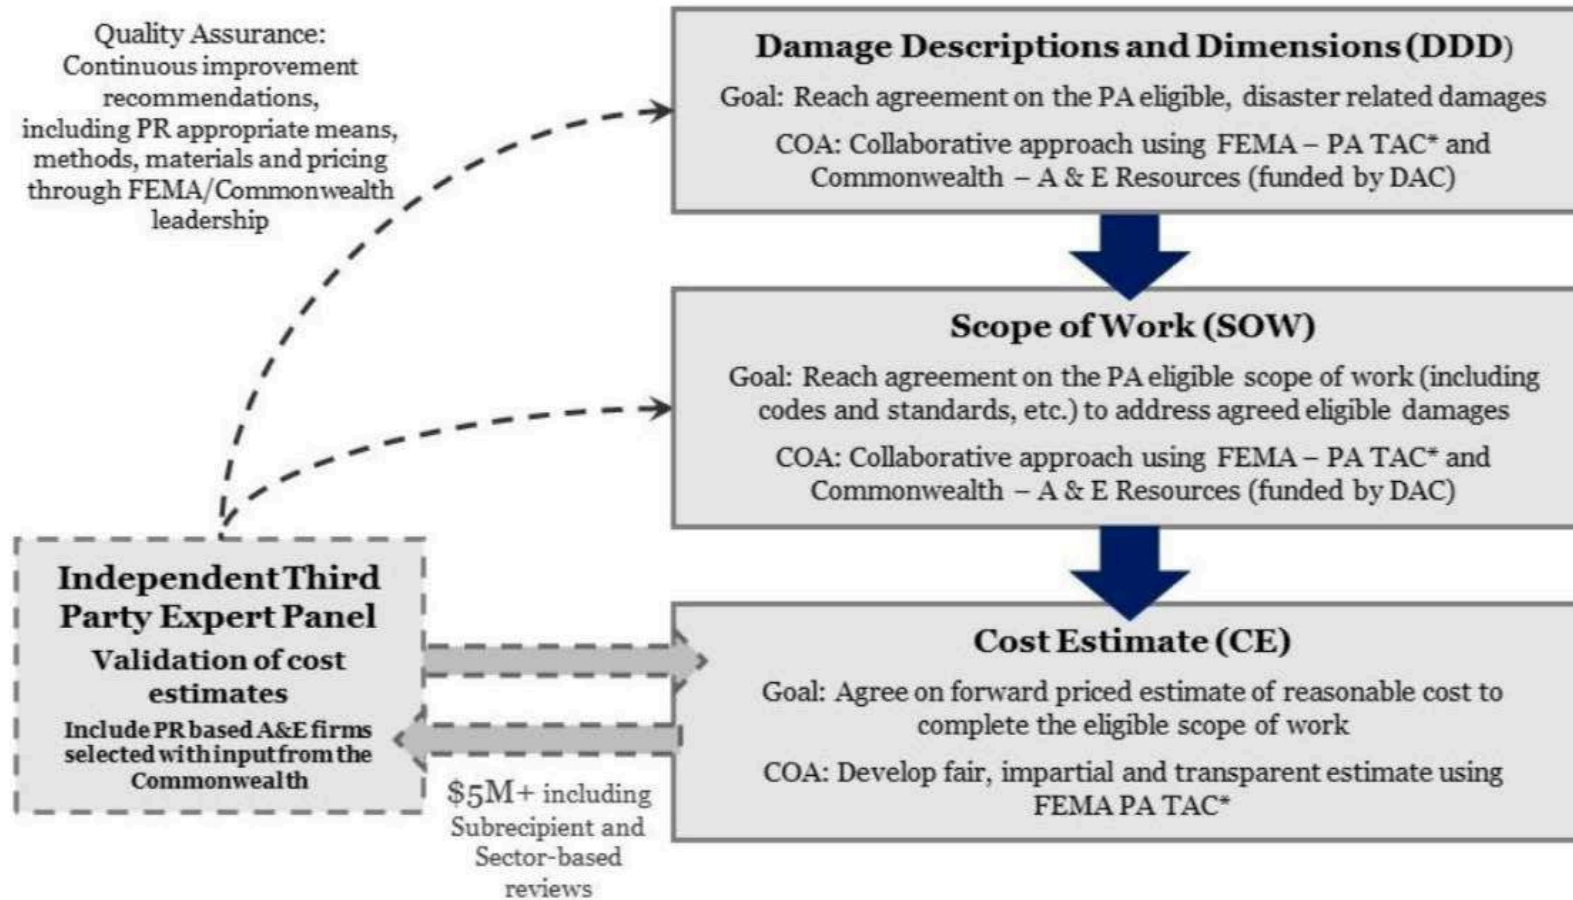 Quality Assurance:
Continuous improvement
recommendations,
including PR appropriate means,
methods, materials and pricing
through FEMA/Commonwealth
leadership
Damage Descriptions and Dimensions (DDD)
Goal: Reach agreement on the PA eligible, disaster related damages
COA: Collaborative approach using FEMA – PA TAC* and
Commonwealth – A & E Resources (funded by DAC)
Scope of Work (SOW)
Goal: Reach agreement on the PA eligible scope of work (including
codes and standards, etc.) to address agreed eligible damages
COA: Collaborative approach using FEMA – PA TAC* and
Commonwealth – A & E Resources (funded by DAC)
Independent Third
Party Expert Panel
Validation of cost
estimates
Include PR based A&E firms
selected with input from the
Commonwealth
$5M+ including
Subrecipient and
Sector-based
reviews
Cost Estimate (CE)
Goal: Agree on forward priced estimate of reasonable cost to
complete the eligible scope of work
COA: Develop fair, impartial and transparent estimate using
FEMA PA TAC*